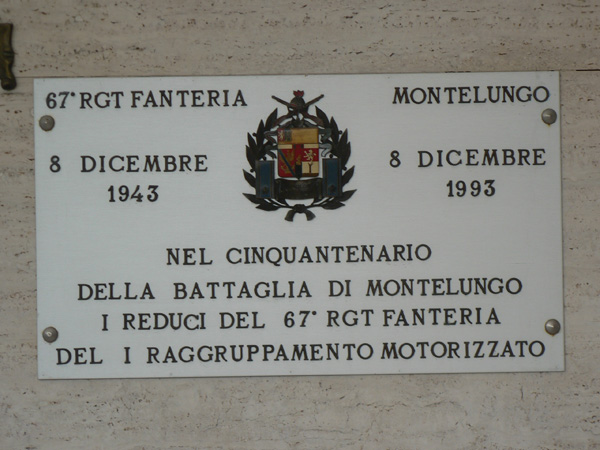 67° RGT FANTERIA MONTELUNGO
8 DICEMBRE 8 DICEMBRE
1943 1993
NEL CINQUANTENARIO
DELLA BATTAGLIA DI MONTELUNGO
I REDUCI DEL 67° RGT FANTERIA
DEL I RAGGRUPPAMENTO MOTORIZZATO